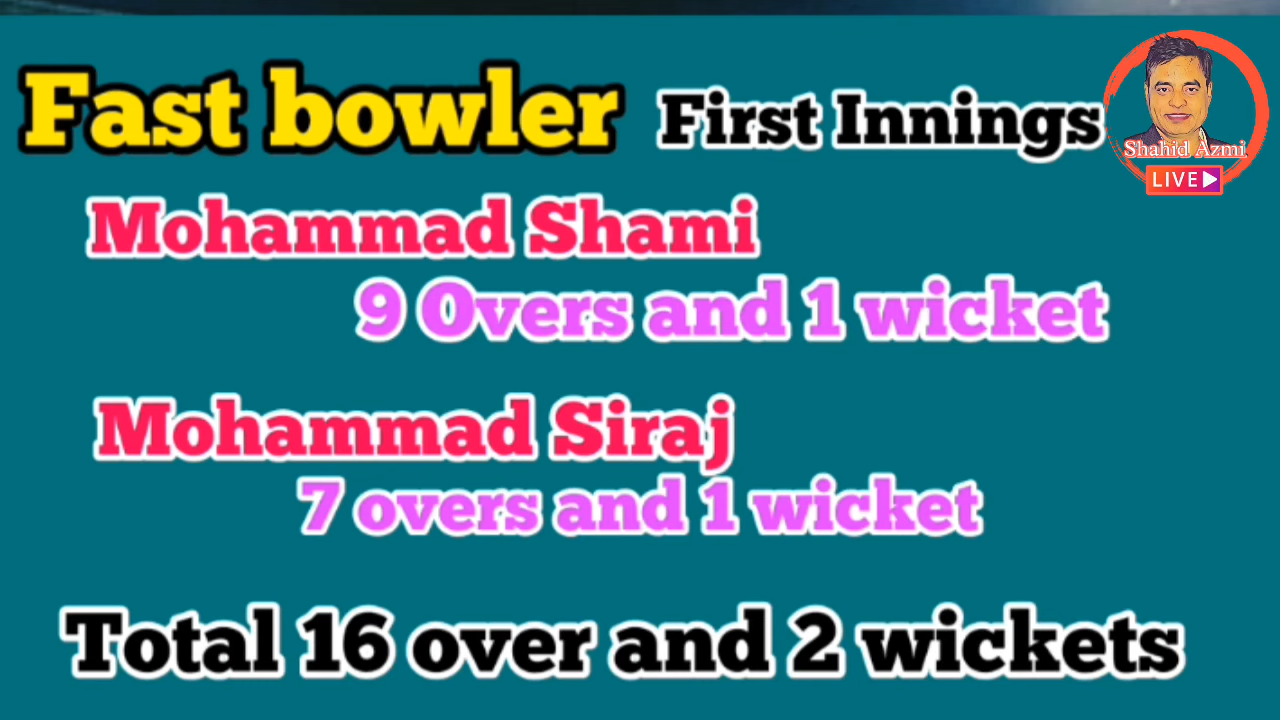 Fast bowler First Innings
Shahid Azmi
LIVE
Mohammad Shami
9 Overs and 1 wicket
Mohammad Siraj
7 overs and 1 wicket
Total 16 over and 2 wickets